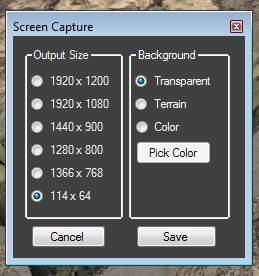 Screen Capture
Output Size
1920 x 1200
1920 x 1080
1440 x 900
1280 x 800
1366 x 768
114 x 64
Background
Transparent
Terrain
Color
Pick Color
Cancel
Save